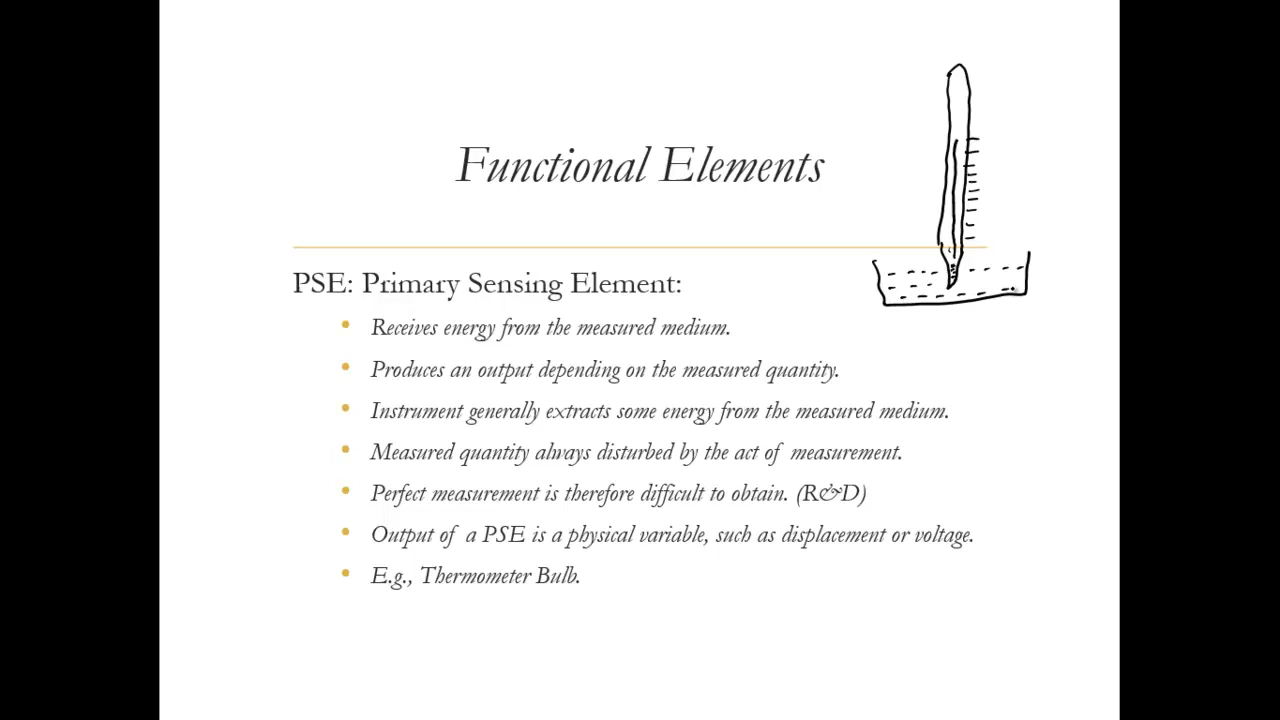 Functional Elements
PSE: Primary Sensing Element:
• Receives energy from the measured medium.
• Produces an output depending on the measured quantity.
• Instrument generally extracts some energy from the measured medium.
• Measured quantity always disturbed by the act of measurement.
• Perfect measurement is therefore difficult to obtain. (R&D)
• Output of a PSE is a physical variable, such as displacement or voltage.
• E.g., Thermometer Bulb.